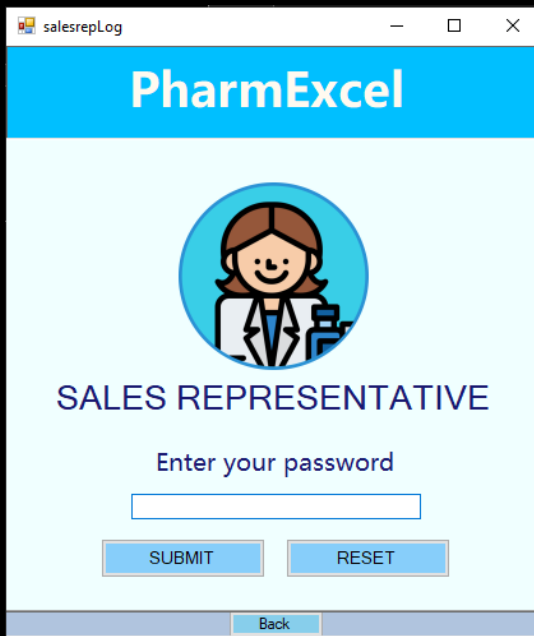 salesrepLog
PharmExcel
SALES REPRESENTATIVE
Enter your password
SUBMIT RESET
Back